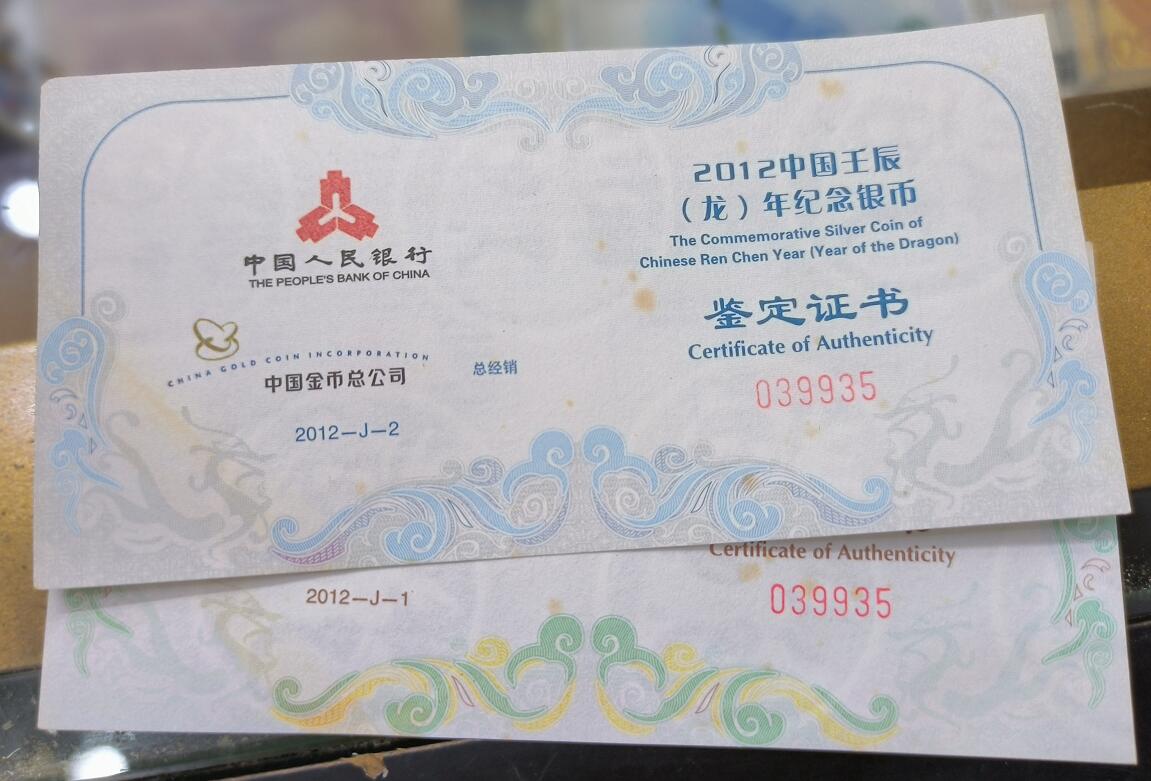 中国人民银行
THE PEOPLE'S BANK OF CHINA
CHINA GOLD COIN INCORPORATION
中国金币总公司
总经销
2012-J-2
2012中国壬辰
（龙）年纪念银币
The Commemorative Silver Coin of
Chinese Ren Chen Year (Year of the Dragon)
鉴定证书
Certificate of Authenticity
039935
2012-J-1
Certificate of Authenticity
039935